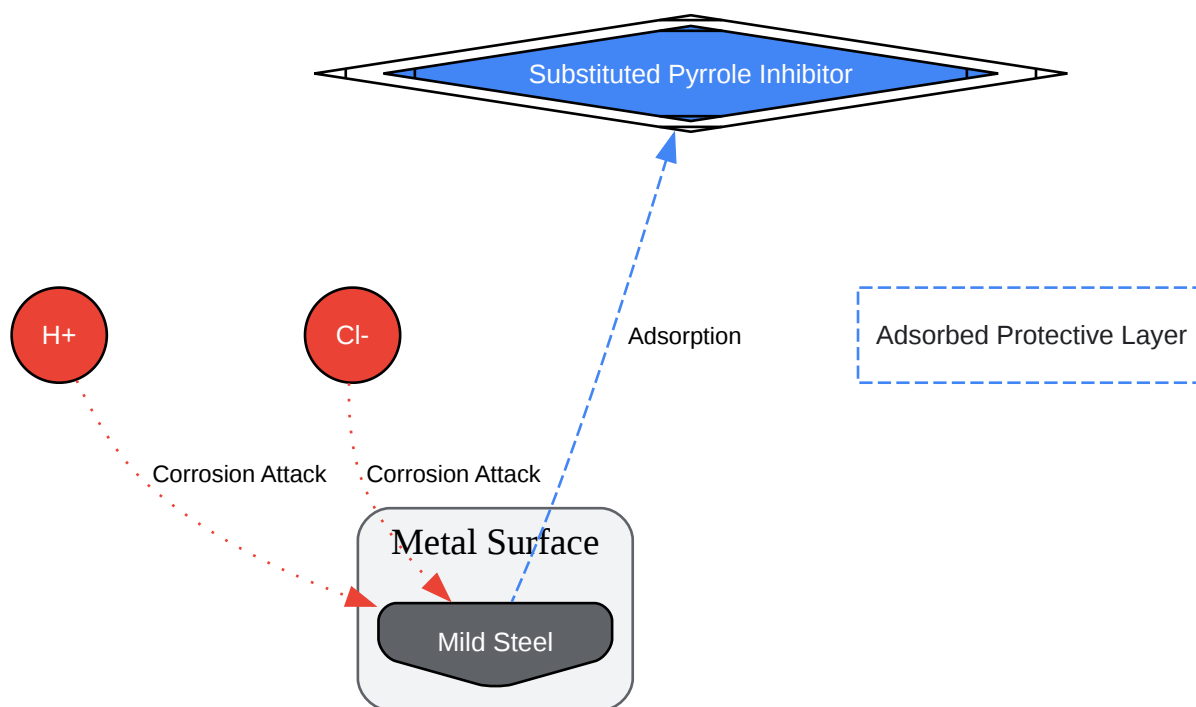 Substituted Pyrrole Inhibitor
H+
Cl-
Adsorption
Adsorbed Protective Layer
Corrosion Attack
Corrosion Attack
Metal Surface
Mild Steel